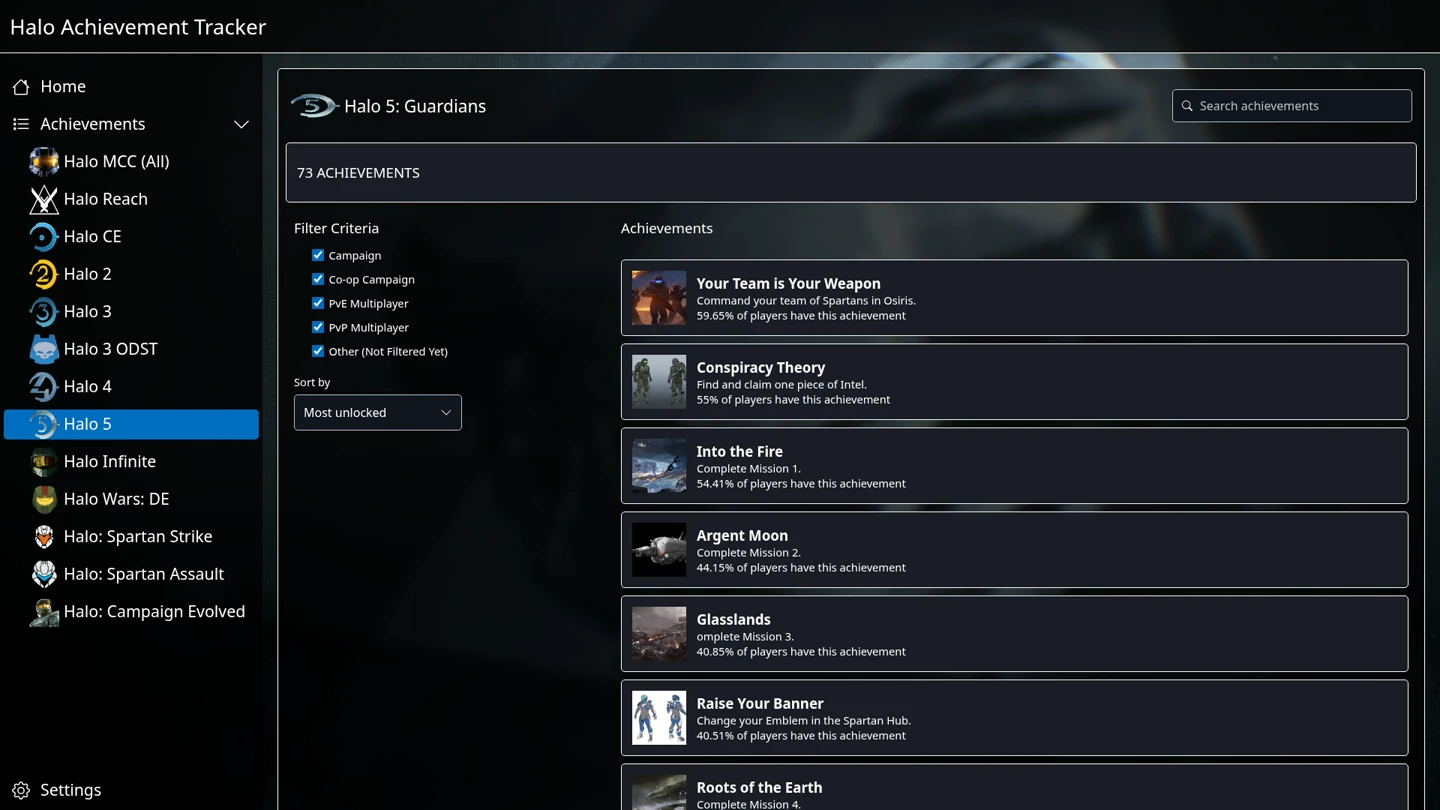 Halo Achievement Tracker
Home
Achievements
Halo MCC (All)
Halo Reach
Halo CE
Halo 2
Halo 3
Halo 3 ODST
Halo 4
Halo 5
Halo Infinite
Halo Wars: DE
Halo: Spartan Strike
Halo: Spartan Assault
Halo: Campaign Evolved
Settings
Halo 5: Guardians
Search achievements
73 ACHIEVEMENTS
Filter Criteria
Campaign
Co-op Campaign
PvE Multiplayer
PvP Multiplayer
Other (Not Filtered Yet)
Sort by
Most unlocked
Achievements
Your Team is Your Weapon
Command your team of Spartans in Osiris.
59.65% of players have this achievement
Conspiracy Theory
Find and claim one piece of Intel.
55% of players have this achievement
Into the Fire
Complete Mission 1.
54.41% of players have this achievement
Argent Moon
Complete Mission 2.
44.15% of players have this achievement
Glasslands
omplete Mission 3.
40.85% of players have this achievement
Raise Your Banner
Change your Emblem in the Spartan Hub.
40.51% of players have this achievement
Roots of the Earth
Complete Mission 4.